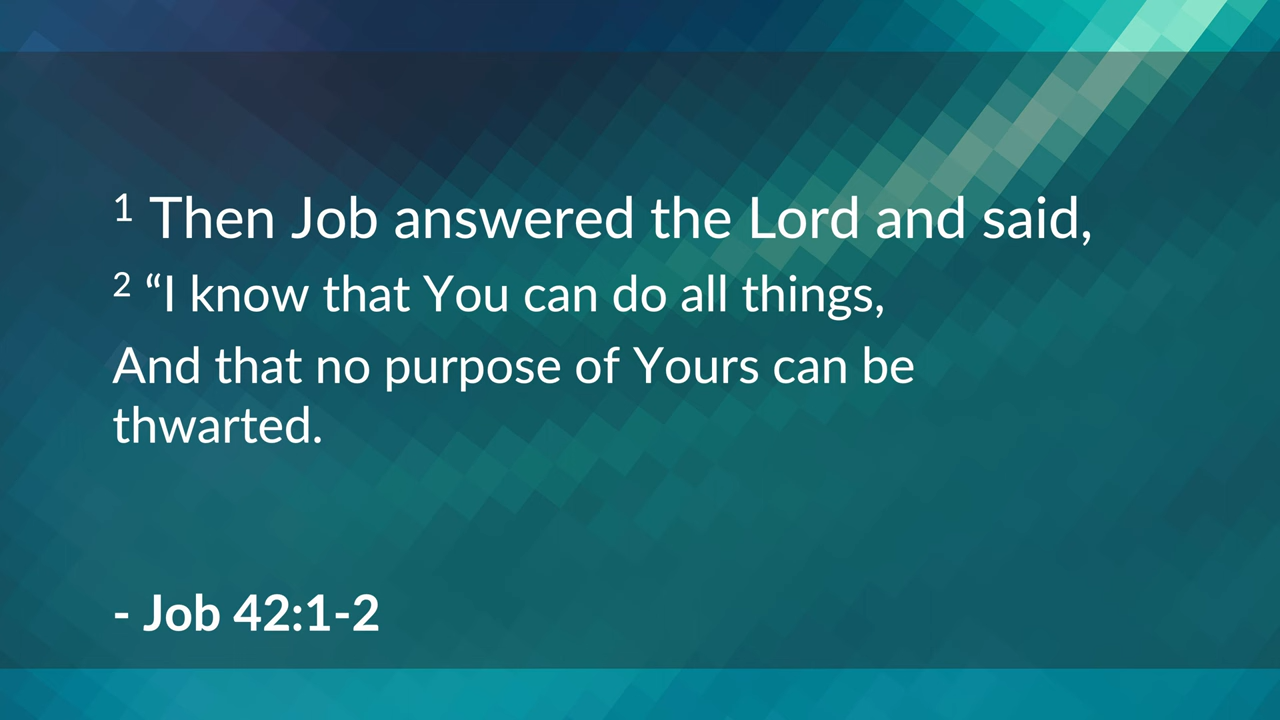 1 Then Job answered the Lord and said,
2 “I know that You can do all things,
And that no purpose of Yours can be
thwarted.
- Job 42:1-2